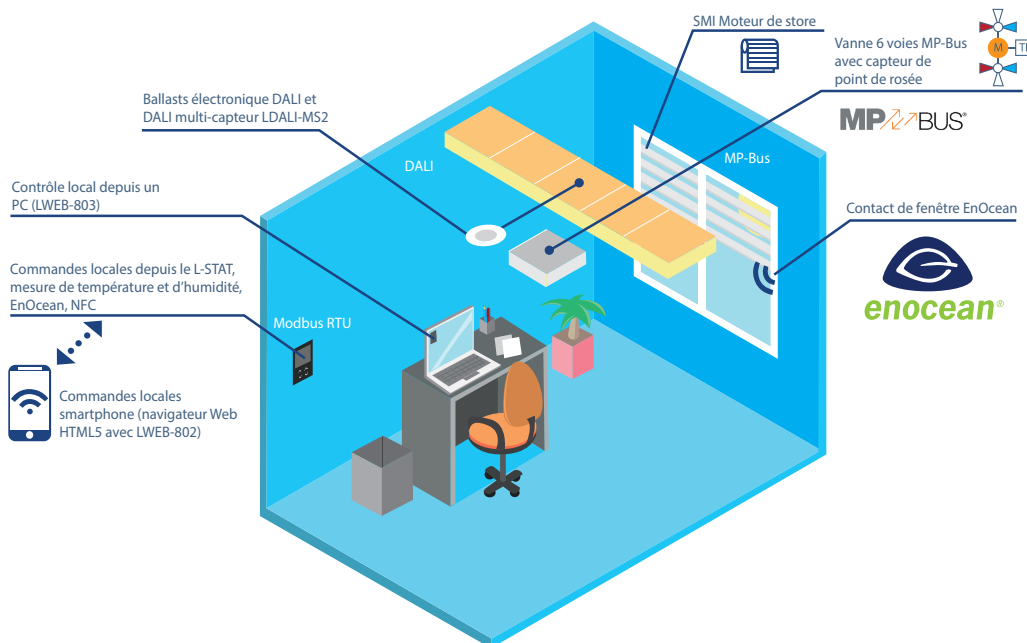 SMI Moteur de store
Vanne 6 voies MP-Bus
avec capteur de
point de rosée
M
MP BUS®
Ballasts électronique DALI et
DALI multi-capteur LDALI-MS2
DALI
MP-Bus
Contrôle local depuis un
PC (LWEB-803)
Contact de fenêtre EnOcean
enocean®
Commandes locales depuis le L-STAT,
mesure de température et d’humidité,
EnOcean, NFC
Modbus RTU
Commandes locales
smartphone (navigateur Web
HTML5 avec LWEB-802)